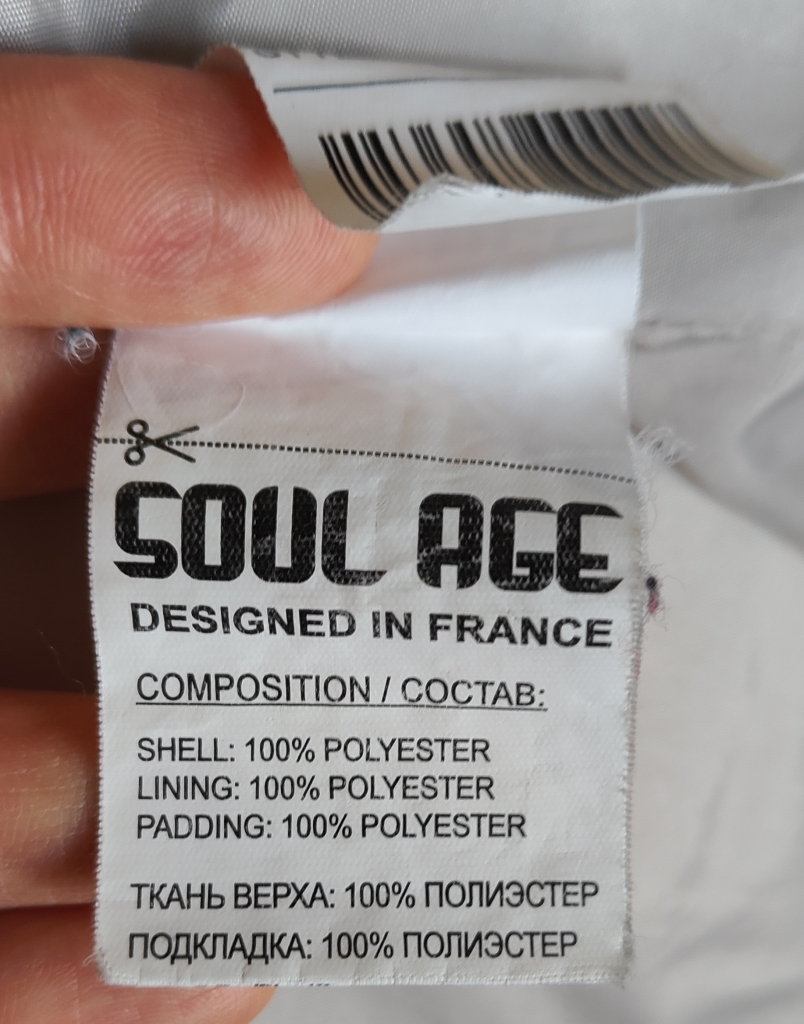 SOUL AGE
DESIGNED IN FRANCE
COMPOSITION / СОСТАВ:
SHELL: 100% POLYESTER
LINING: 100% POLYESTER
PADDING: 100% POLYESTER
ТКАНЬ ВЕРХА: 100% ПОЛИЭСТЕР
ПОДКЛАДКА: 100% ПОЛИЭСТЕР